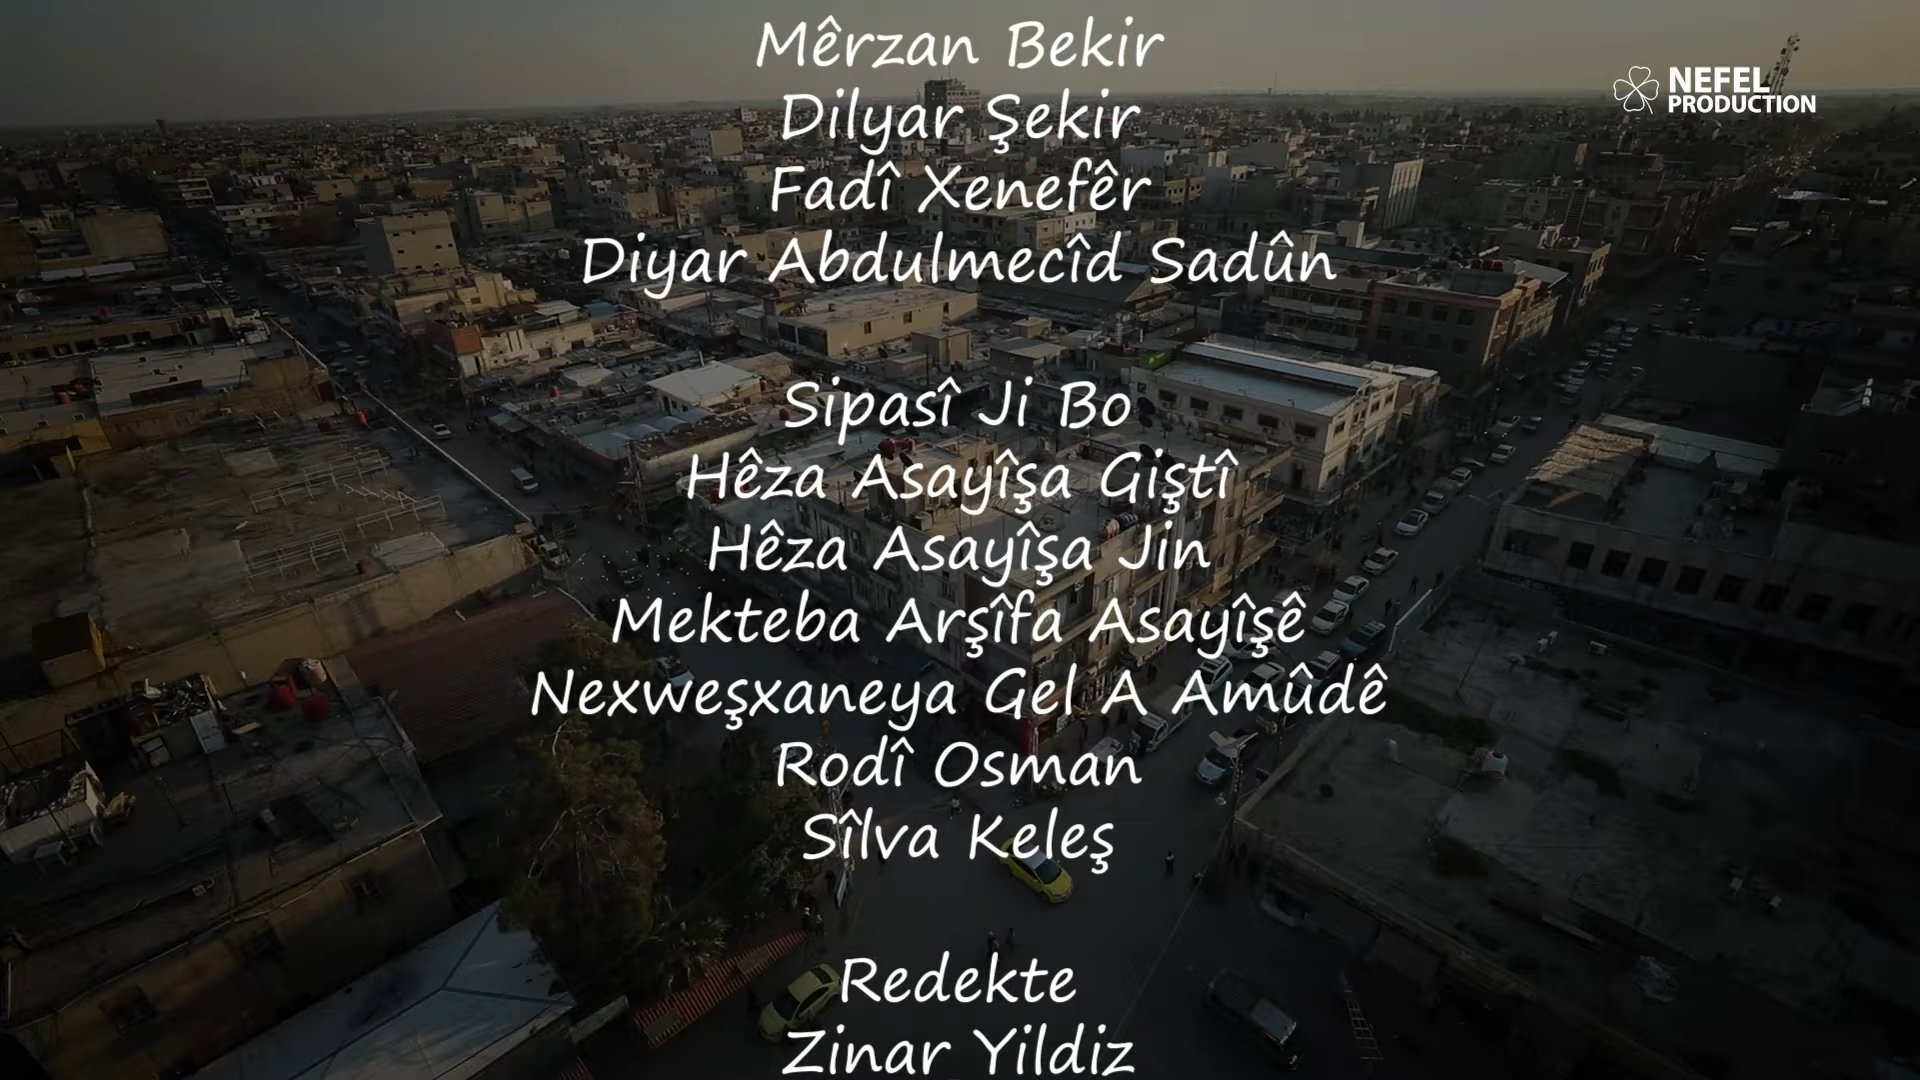 Mêrzan Bekir
NEFEL
PRODUCTION
Dilyar Şekir
Fadî Xenefêr
Diyar Abdulmecîd Sadûn
Sipasî Ji Bo
Hêza Asayîşa Giştî
Hêza Asayîşa Jin
Mekteba Arşîfa Asayîşê
Nexweşxaneya Gel A Amûdê
Rodî Osman
Sîlva Keleş
Redekte
Zinar Yildiz